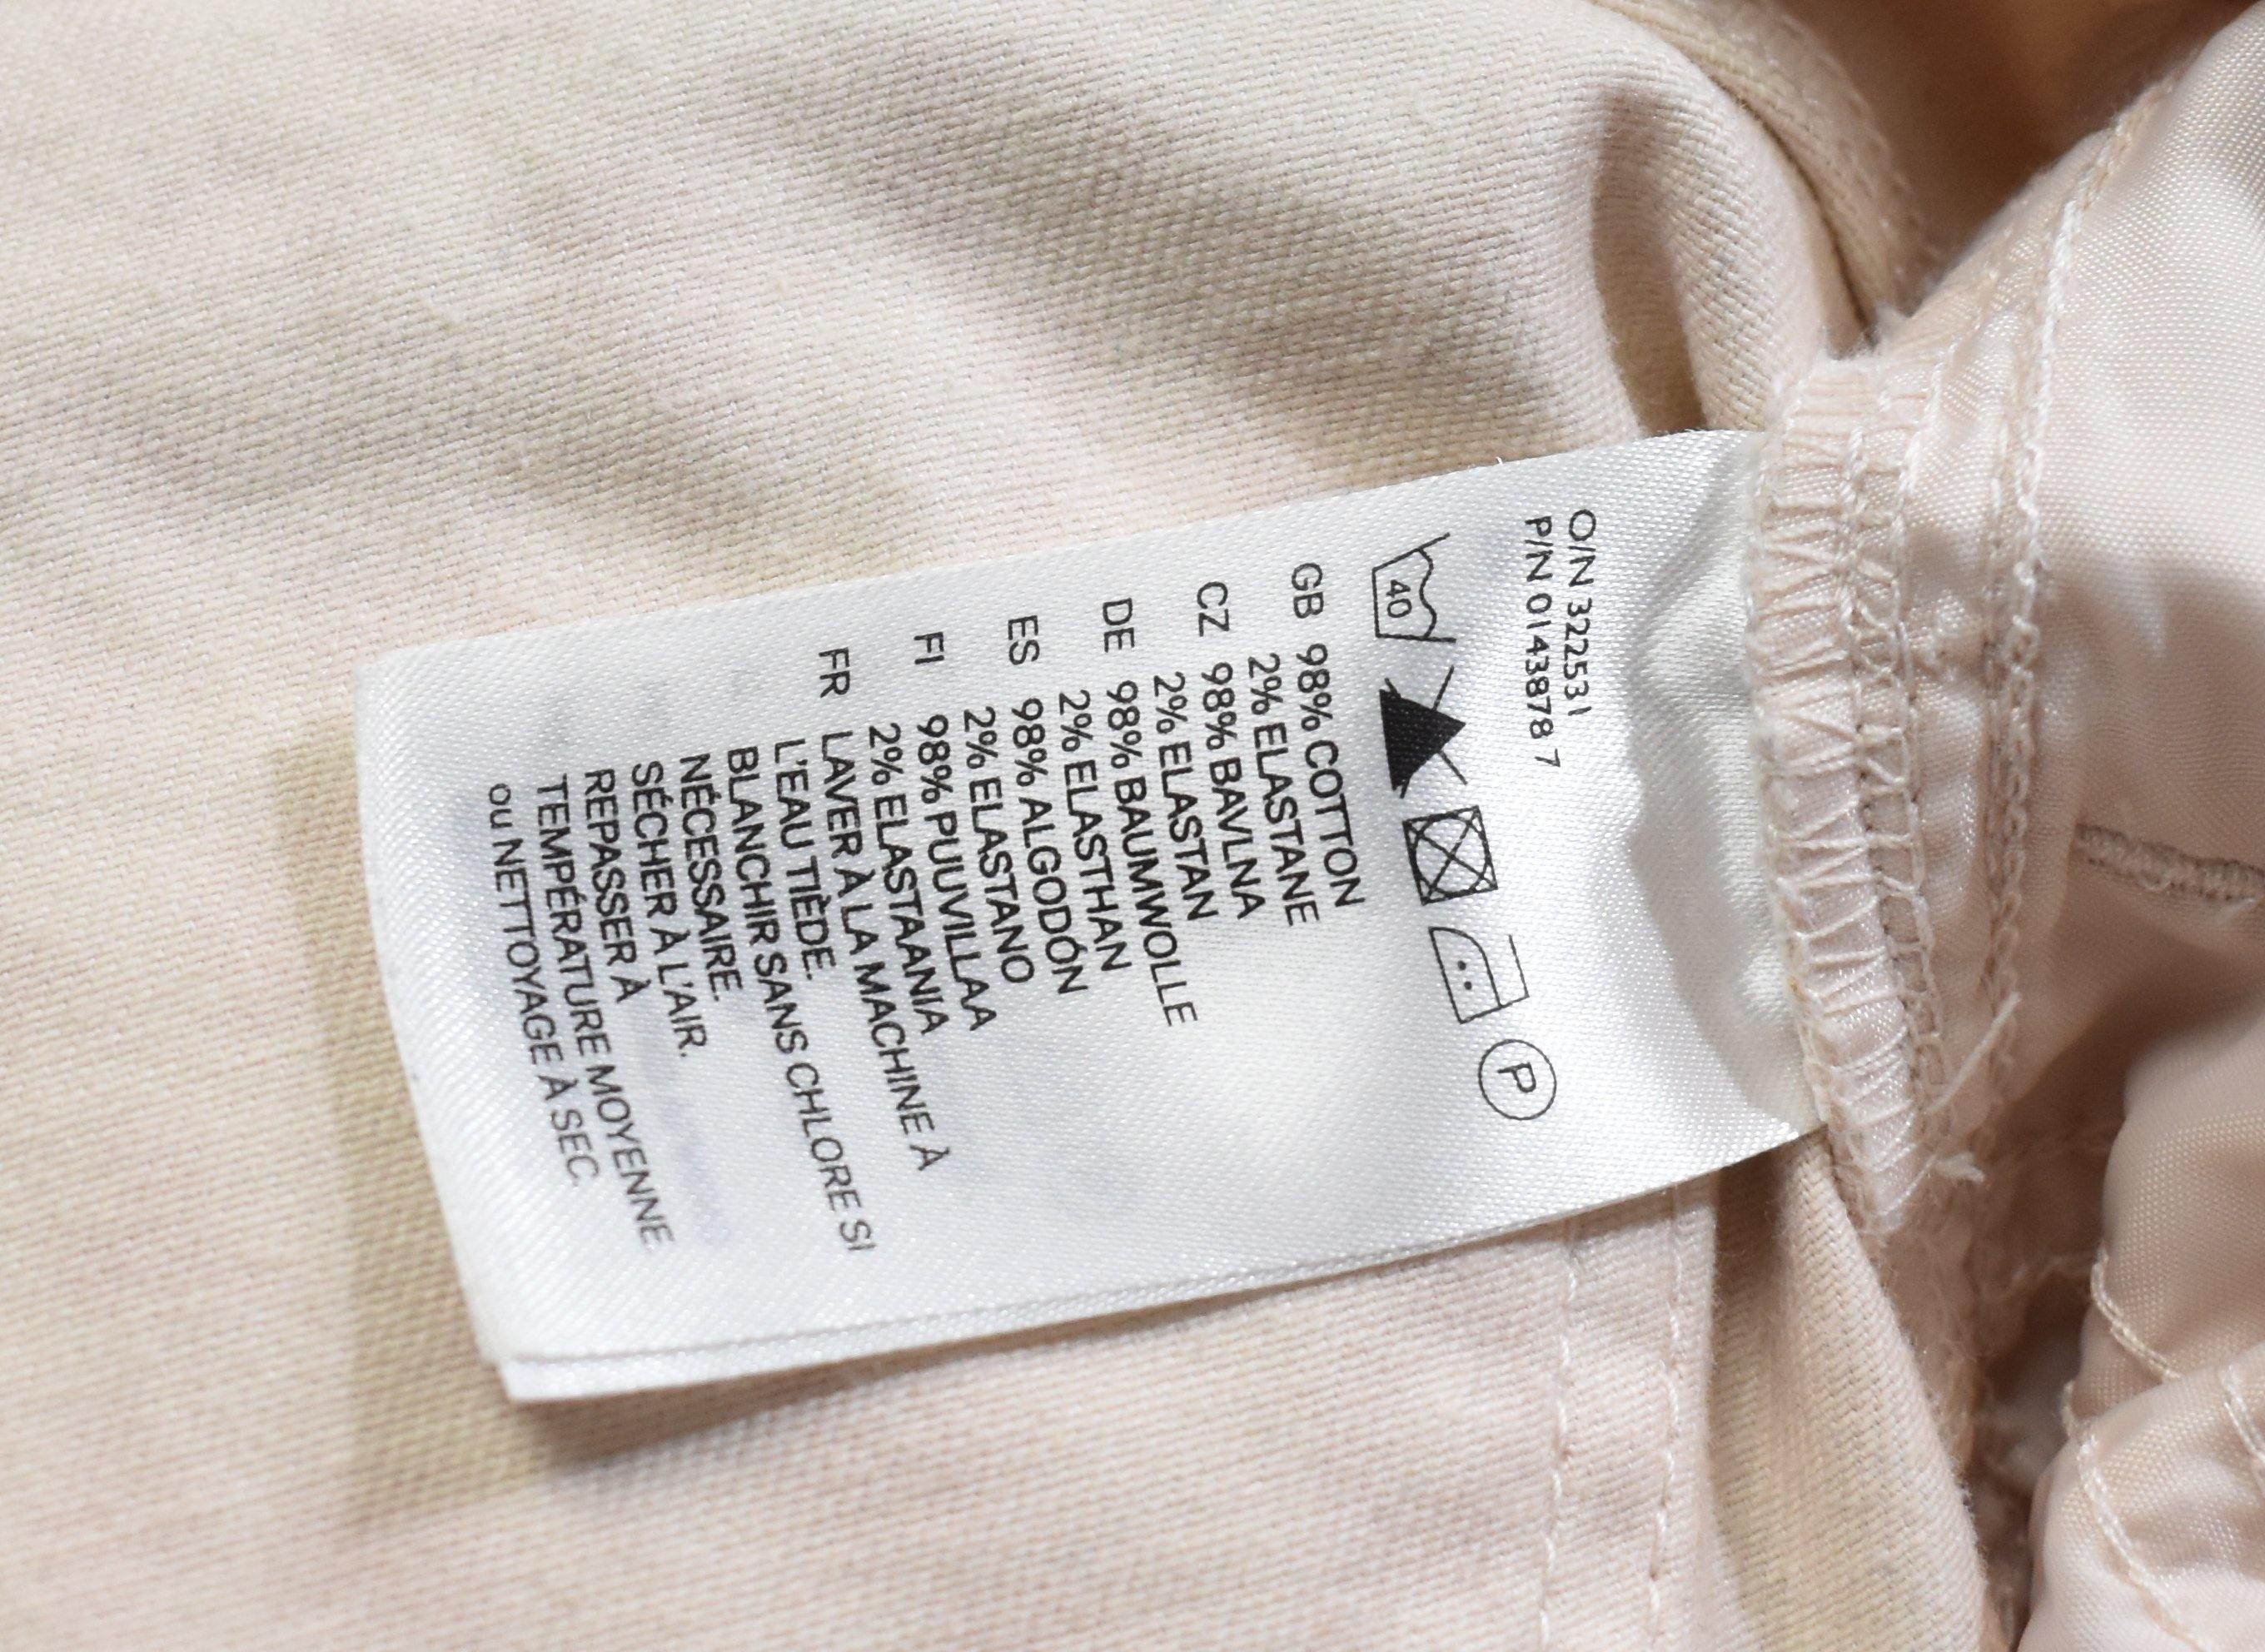 O/N 322531
P/N 0143878 7
40
P
GB 98% COTTON
2% ELASTANE
CZ 98% BAVLNA
2% ELASTAN
DE 98% BAUMWOLLE
2% ELASTHAN
ES 98% ALGODÓN
2% ELASTANO
FI 98% PUUVILLAA
2% ELASTAANIA
FR LAVER À LA MACHINE À
L'EAU TIÈDE.
BLANCHIR SANS CHLORE SI
NÉCESSAIRE.
SÉCHER À L'AIR.
REPASSER À
TEMPÉRATURE MOYENNE
ou NETTOYAGE À SEC.